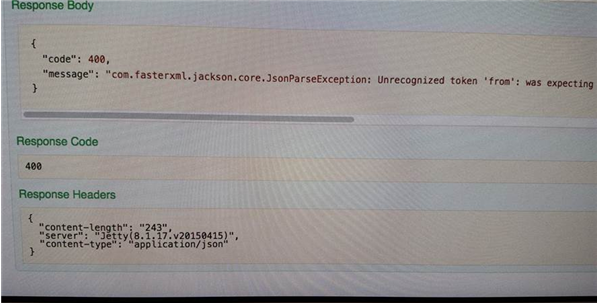 Response Body
{
"code": 400,
"message": "com.fasterxml.jackson.core.JsonParseException: Unrecognized token 'from': was expecting
}
Response Code
400
Response Headers
{
"content-length": "243",
"server": "Jetty(8.1.17.v20150415)",
"content-type": "application/json"
}